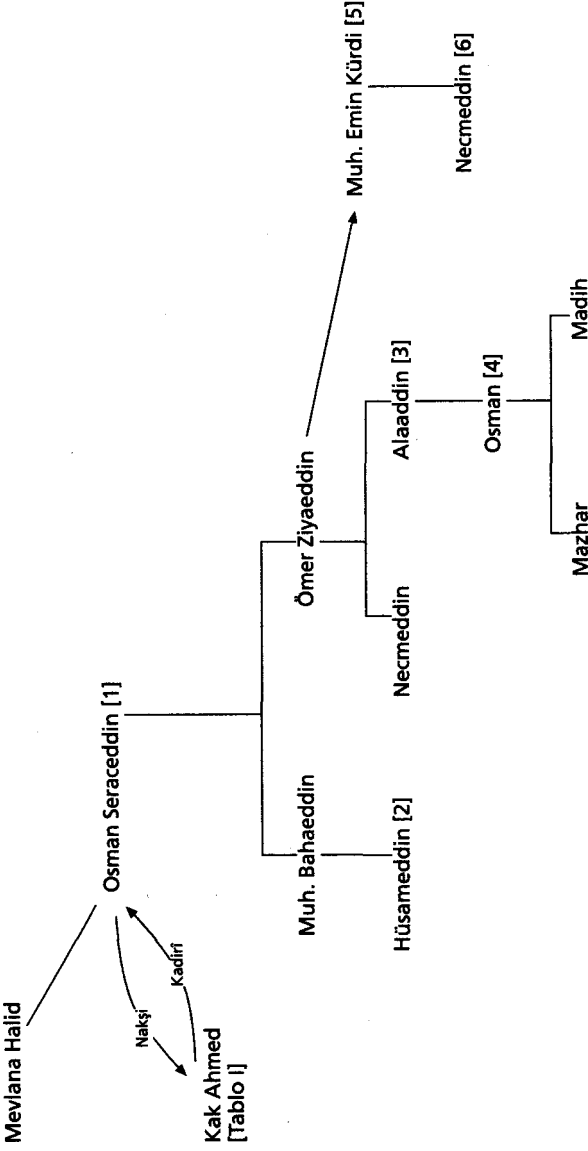 Mevlana Halid
Osman Seraceddin [1]
Nakşi
Kadirî
Kak Ahmed
[Tablo I]
Muh. Bahaeddin
Ömer Ziyaeddin
Muh. Emin Kürdi [5]
Hüsameddin [2]
Necmeddin
Alaaddin [3]
Necmeddin [6]
Osman [4]
Mazhar
Madih